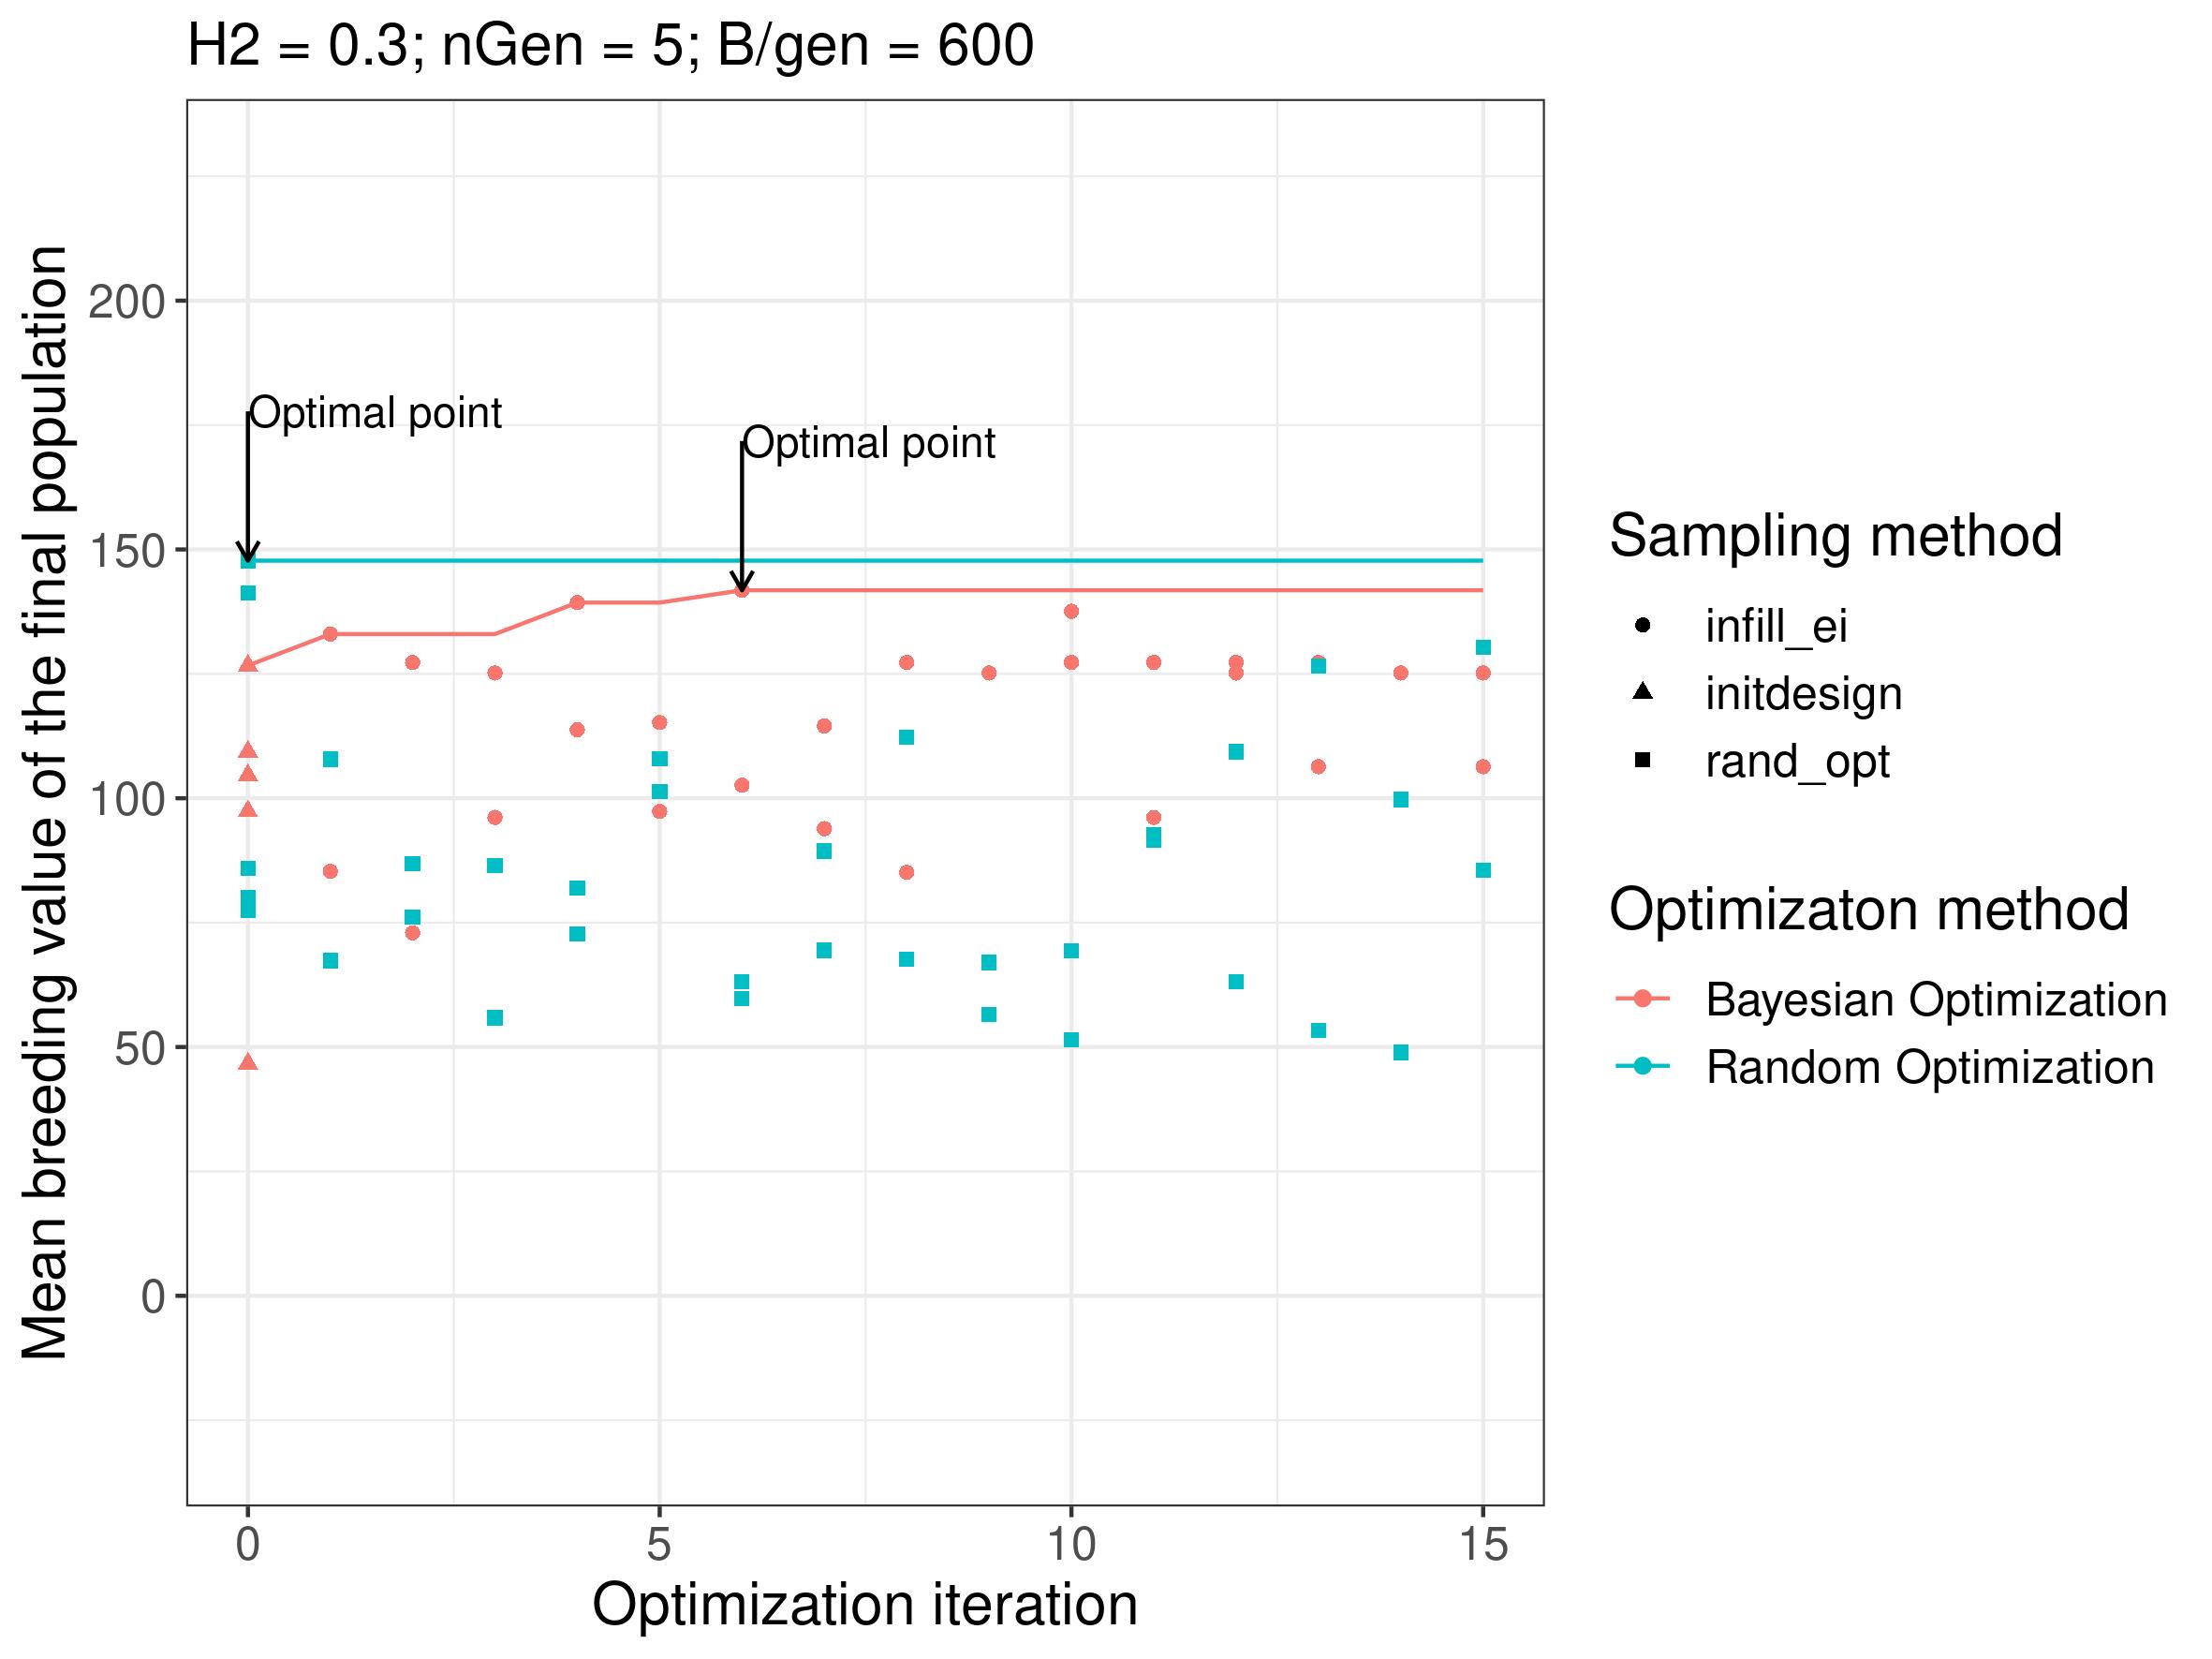 H2 = 0.3; nGen = 5; B/gen = 600
Mean breeding value of the final population
200
150
100
50
0
Optimal point
Optimal point
0
5
10
15
Optimization iteration
Sampling method
infill_ei
initdesign
rand_opt
Optimizaton method
Bayesian Optimization
Random Optimization